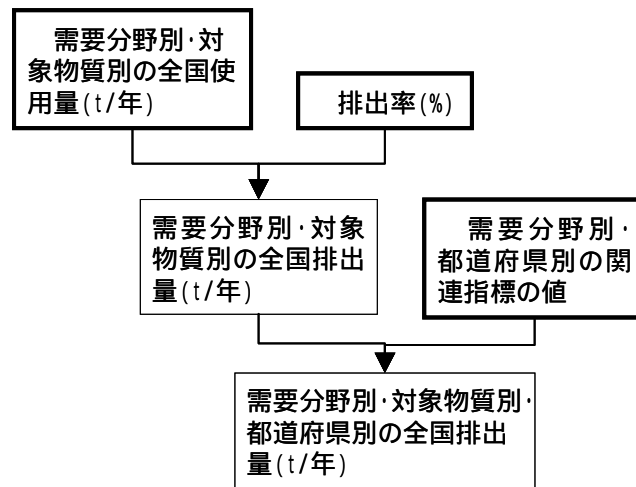 需要分野別・対
象物質別の全国使
用量(t/年)
排出率(%)
需要分野別・対象
物質別の全国排出
量(t/年)
需要分野別・
都道府県別の関
連指標の値
需要分野別・対象物質別・
都道府県別の全国排出
量(t/年)